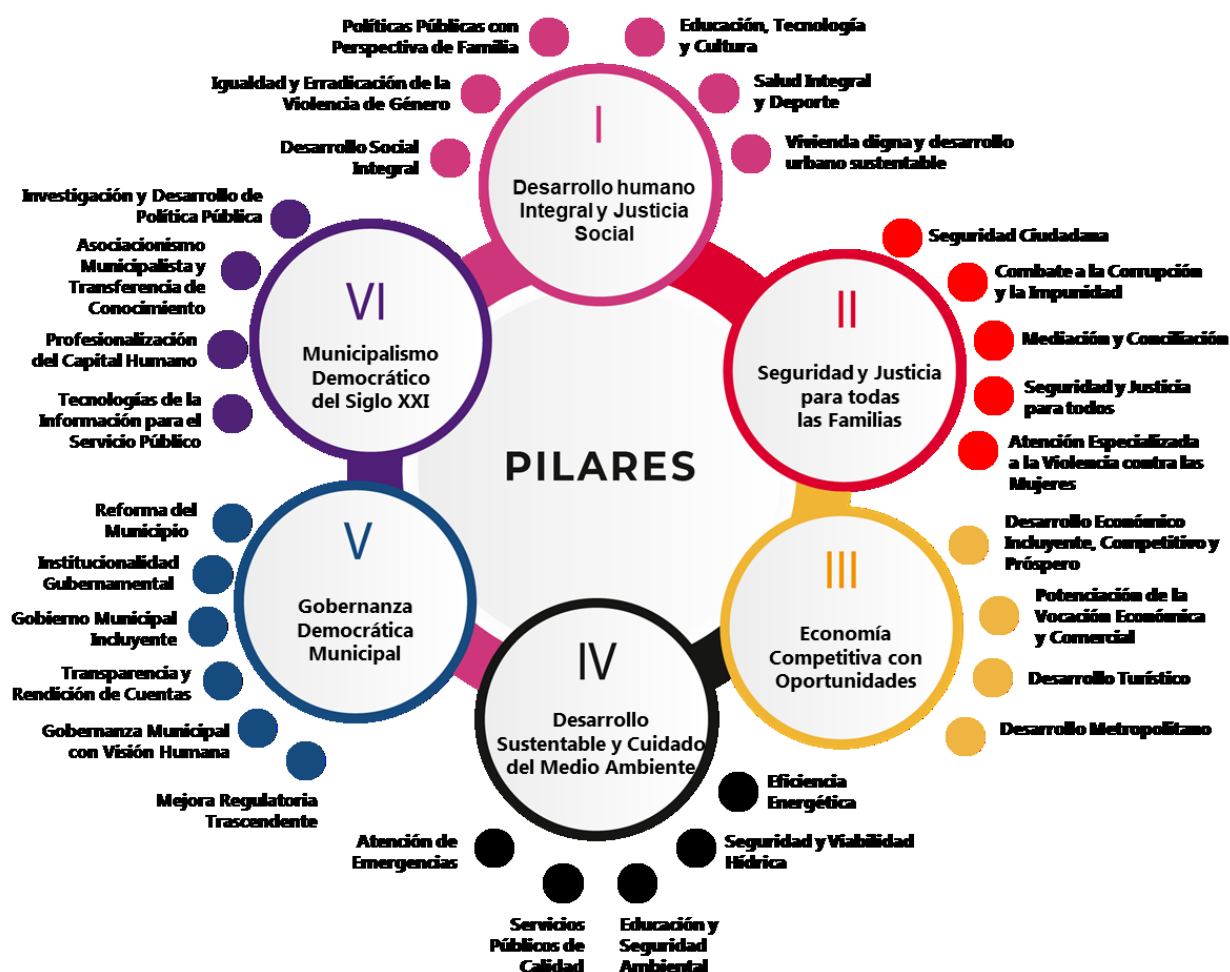 PILARES
I
Desarrollo humano
Integral y Justicia
Social
Políticas Públicas con
Perspectiva de Familia
Igualdad y Erradicación de la
Violencia de Género
Desarrollo Social
Integral
Educación, Tecnología
y Cultura
Salud Integral
y Deporte
Vivienda digna y desarrollo
urbano sustentable
II
Seguridad y Justicia
para todas
las Familias
Seguridad Ciudadana
Combate a la Corrupción
y la Impunidad
Mediación y Conciliación
Seguridad y Justicia
para todos
Atención Especializada
a la Violencia contra las
Mujeres
III
Economía
Competitiva con
Oportunidades
Desarrollo Económico
Incluyente, Competitivo y
Próspero
Potenciación de la
Vocación Económica
y Comercial
Desarrollo Turístico
Desarrollo Metropolitano
IV
Desarrollo
Sustentable y Cuidado
del Medio Ambiente
Eficiencia
Energética
Seguridad y Viabilidad
Hídrica
Educación y
Seguridad
Ambiental
Servicios
Públicos de
Calidad
Atención de
Emergencias
V
Gobernanza
Democrática
Municipal
Reforma del
Municipio
Institucionalidad
Gubernamental
Gobierno Municipal
Incluyente
Transparencia y
Rendición de Cuentas
Gobernanza Municipal
con Visión Humana
Mejora Regulatoria
Trascendente
VI
Municipalismo
Democrático
del Siglo XXI
Investigación y Desarrollo de
Política Pública
Asociacionismo
Municipalista y
Transferencia de
Conocimiento
Profesionalización
del Capital Humano
Tecnologías de la
Información para el
Servicio Público